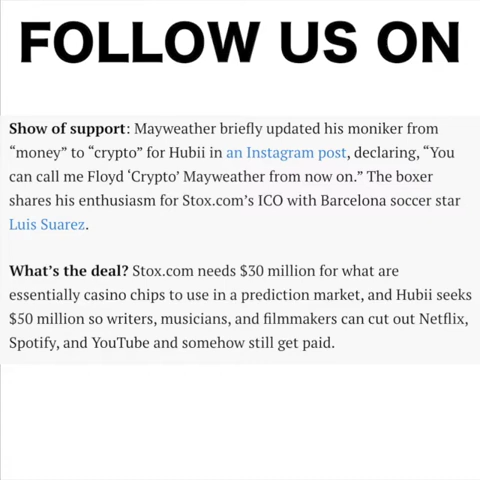 FOLLOW US ON
Show of support: Mayweather briefly updated his moniker from
“money” to “crypto” for Hubii in an Instagram post, declaring, “You
can call me Floyd ‘Crypto’ Mayweather from now on.” The boxer
shares his enthusiasm for Stox.com’s ICO with Barcelona soccer star
Luis Suarez.
What’s the deal? Stox.com needs $30 million for what are
essentially casino chips to use in a prediction market, and Hubii seeks
$50 million so writers, musicians, and filmmakers can cut out Netflix,
Spotify, and YouTube and somehow still get paid.